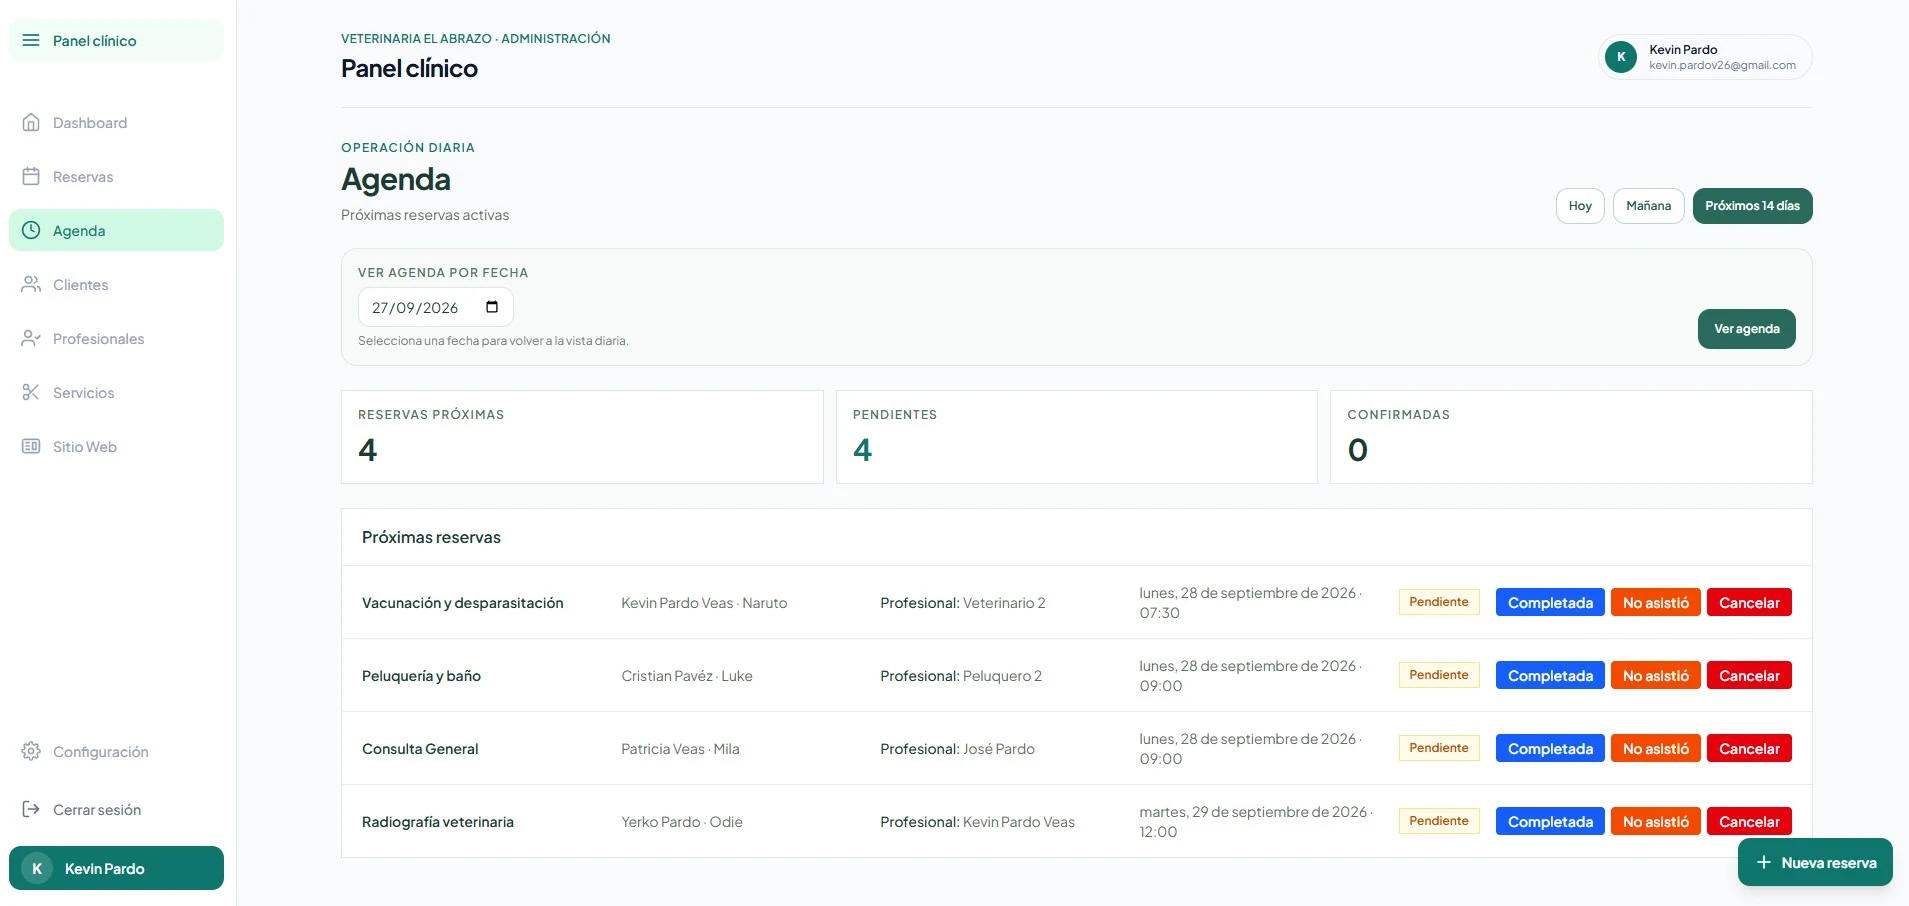 Panel clínico
Dashboard
Reservas
Agenda
Clientes
Profesionales
Servicios
Sitio Web
Configuración
Cerrar sesión
K
Kevin Pardo
VETERINARIA EL ABRAZO · ADMINISTRACIÓN
Panel clínico
K
Kevin Pardo
kevin.pardov26@gmail.com
OPERACIÓN DIARIA
Agenda
Próximas reservas activas
Hoy
Mañana
Próximos 14 días
VER AGENDA POR FECHA
27/09/2026
Selecciona una fecha para volver a la vista diaria.
Ver agenda
RESERVAS PRÓXIMAS
4
PENDIENTES
4
CONFIRMADAS
0
Próximas reservas
Vacunación y desparasitación
Kevin Pardo Veas · Naruto
Profesional: Veterinario 2
lunes, 28 de septiembre de 2026 ·
07:30
Pendiente
Completada
No asistió
Cancelar
Peluquería y baño
Cristian Pavéz · Luke
Profesional: Peluquero 2
lunes, 28 de septiembre de 2026 ·
09:00
Pendiente
Completada
No asistió
Cancelar
Consulta General
Patricia Veas · Mila
Profesional: José Pardo
lunes, 28 de septiembre de 2026 ·
09:00
Pendiente
Completada
No asistió
Cancelar
Radiografía veterinaria
Yerko Pardo · Odie
Profesional: Kevin Pardo Veas
martes, 29 de septiembre de 2026 ·
12:00
Pendiente
Completada
No asistió
Cancelar
+ Nueva reserva